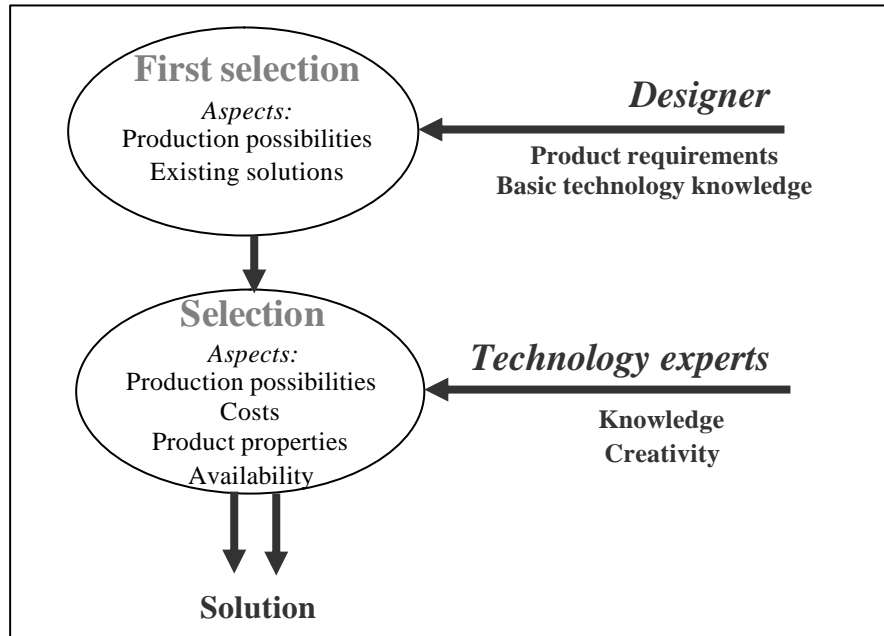 First selection
Aspects:
Production possibilities
Existing solutions
Designer
Product requirements
Basic technology knowledge
Selection
Aspects:
Production possibilities
Costs
Product properties
Availability
Technology experts
Knowledge
Creativity
Solution